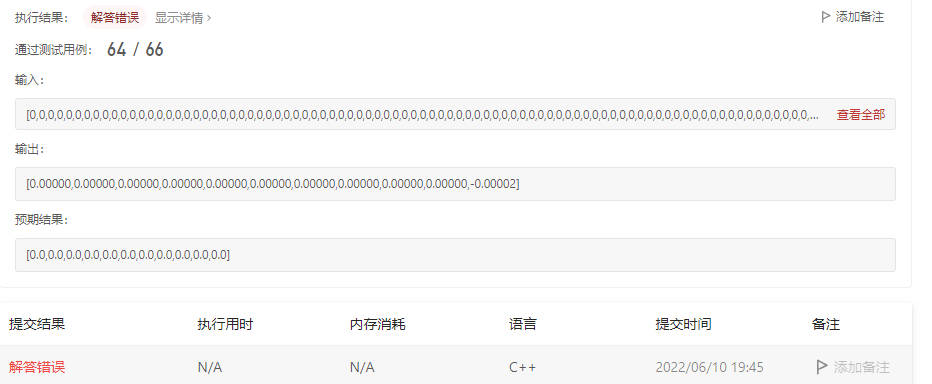 执行结果： 解答错误 显示详情 › 添加备注
通过测试用例： 64 / 66
输入：
[0,0,0,0,0,0,0,0,0,0,0,0,0,0,0,0,0,0,0,0,0,0,0,0,0,0,0,0,0,0,0,0,0,0,0,0,0,0,0,0,0,0,0,0,0,0,0,0,0,0,0,0,0,0,0,0,0,0,0,0,0,0,0,0,0,0,0,0,0,0,0,0,0,0,0,0,0,0,0,0,0,0,0,0,0,0,... 查看全部
输出：
[0.00000,0.00000,0.00000,0.00000,0.00000,0.00000,0.00000,0.00000,0.00000,0.00000,-0.00002]
预期结果：
[0.0,0.0,0.0,0.0,0.0,0.0,0.0,0.0,0.0,0.0,0.0]
提交结果 执行用时 内存消耗 语言 提交时间 备注
解答错误 N/A N/A C++ 2022/06/10 19:45 添加备注